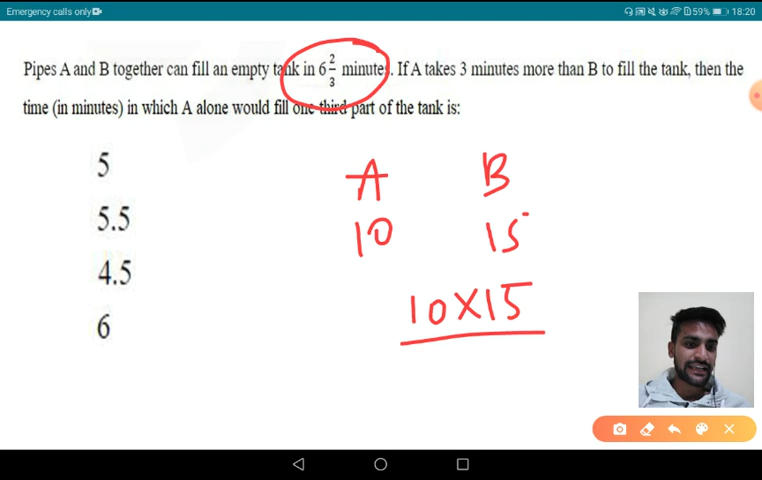 Emergency calls only
59% 18:20
Pipes A and B together can fill an empty tank in 6 2/3 minutes. If A takes 3 minutes more than B to fill the tank, then the
time (in minutes) in which A alone would fill one-third part of the tank is:
5
5.5
4.5
6
A B
10 15
10×15